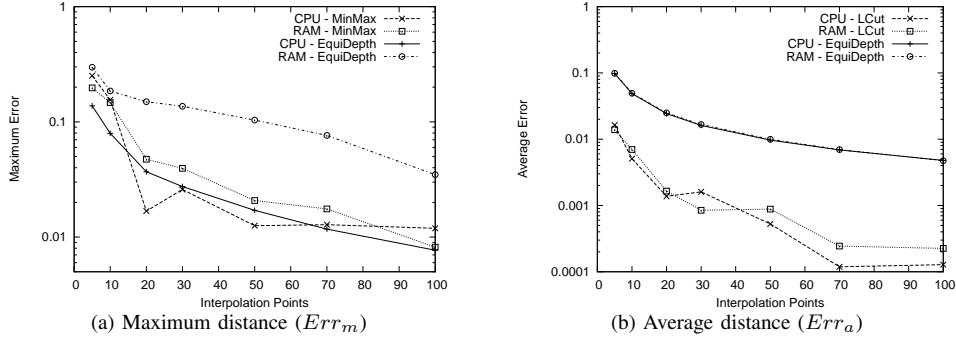 1
0.1
0.01
Maximum Error
CPU - MinMax
RAM - MinMax
CPU - EquiDepth
RAM - EquiDepth
0 10 20 30 40 50 60 70 80 90 100
Interpolation Points
(a) Maximum distance (Err_m)
1
0.1
0.01
0.001
0.0001
Average Error
CPU - LCut
RAM - LCut
CPU - EquiDepth
RAM - EquiDepth
0 10 20 30 40 50 60 70 80 90 100
Interpolation Points
(b) Average distance (Err_a)